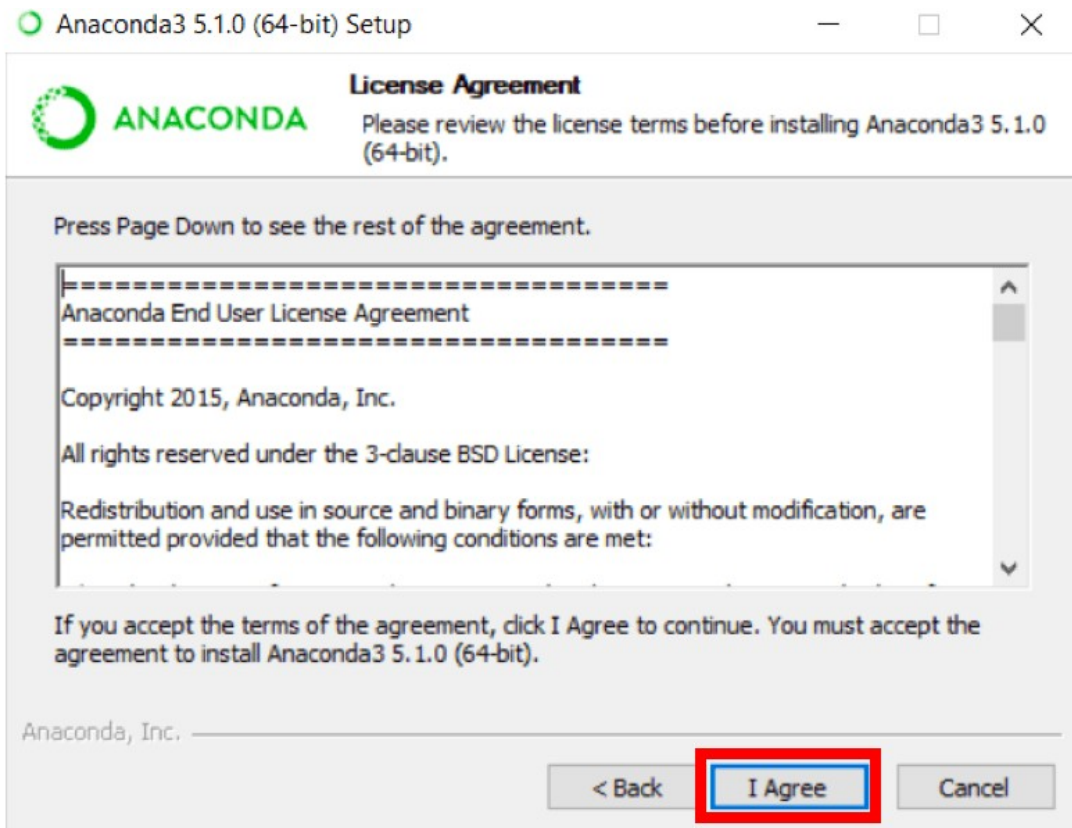 Anaconda3 5.1.0 (64-bit) Setup
ANACONDA
License Agreement
Please review the license terms before installing Anaconda3 5.1.0
(64-bit).
Press Page Down to see the rest of the agreement.
===================================
Anaconda End User License Agreement
===================================
Copyright 2015, Anaconda, Inc.
All rights reserved under the 3-clause BSD License:
Redistribution and use in source and binary forms, with or without modification, are
permitted provided that the following conditions are met:
If you accept the terms of the agreement, click I Agree to continue. You must accept the
agreement to install Anaconda3 5.1.0 (64-bit).
Anaconda, Inc.
< Back
I Agree
Cancel